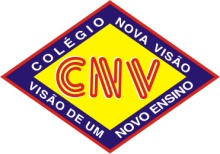 COLÉGIO NOVA VISÃO
CNV
VISÃO DE UM NOVO ENSINO